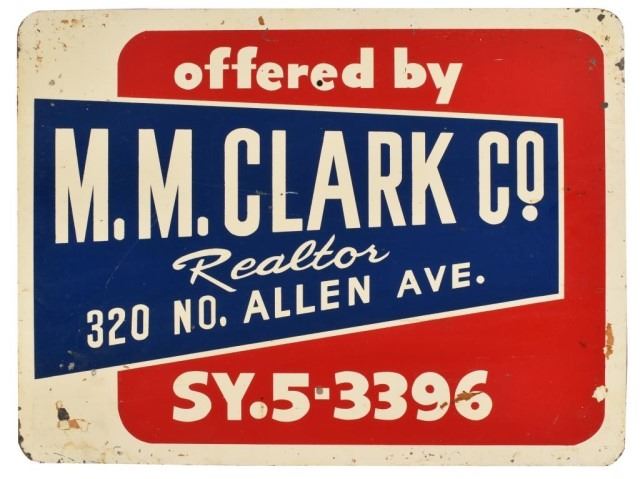 offered by
M.M.CLARK CO.
Realtor
320 NO. ALLEN AVE.
SY.5-3396